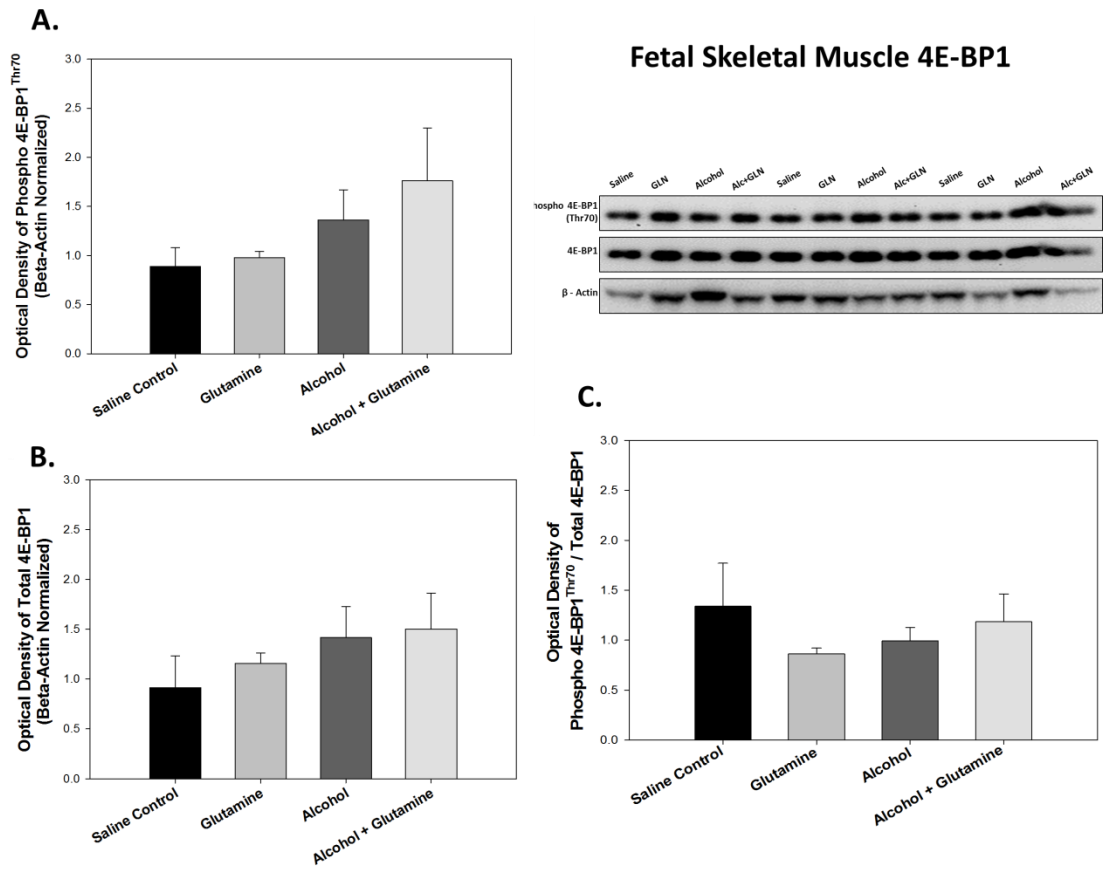 A.
Optical Density of Phospho 4E-BP1Thr70
(Beta-Actin Normalized)
3.0
2.5
2.0
1.5
1.0
0.5
0.0
Saline Control
Glutamine
Alcohol
Alcohol + Glutamine
Fetal Skeletal Muscle 4E-BP1
Saline GLN Alcohol Alc+GLN Saline GLN Alcohol Alc+GLN Saline GLN Alcohol Alc+GLN
hospho 4E-BP1
(Thr70)
4E-BP1
β - Actin
B.
Optical Density of Total 4E-BP1
(Beta-Actin Normalized)
3.0
2.5
2.0
1.5
1.0
0.5
0.0
Saline Control
Glutamine
Alcohol
Alcohol + Glutamine
C.
Optical Density of
Phospho 4E-BP1Thr70 / Total 4E-BP1
3.0
2.5
2.0
1.5
1.0
0.5
0.0
Saline Control
Glutamine
Alcohol
Alcohol + Glutamine